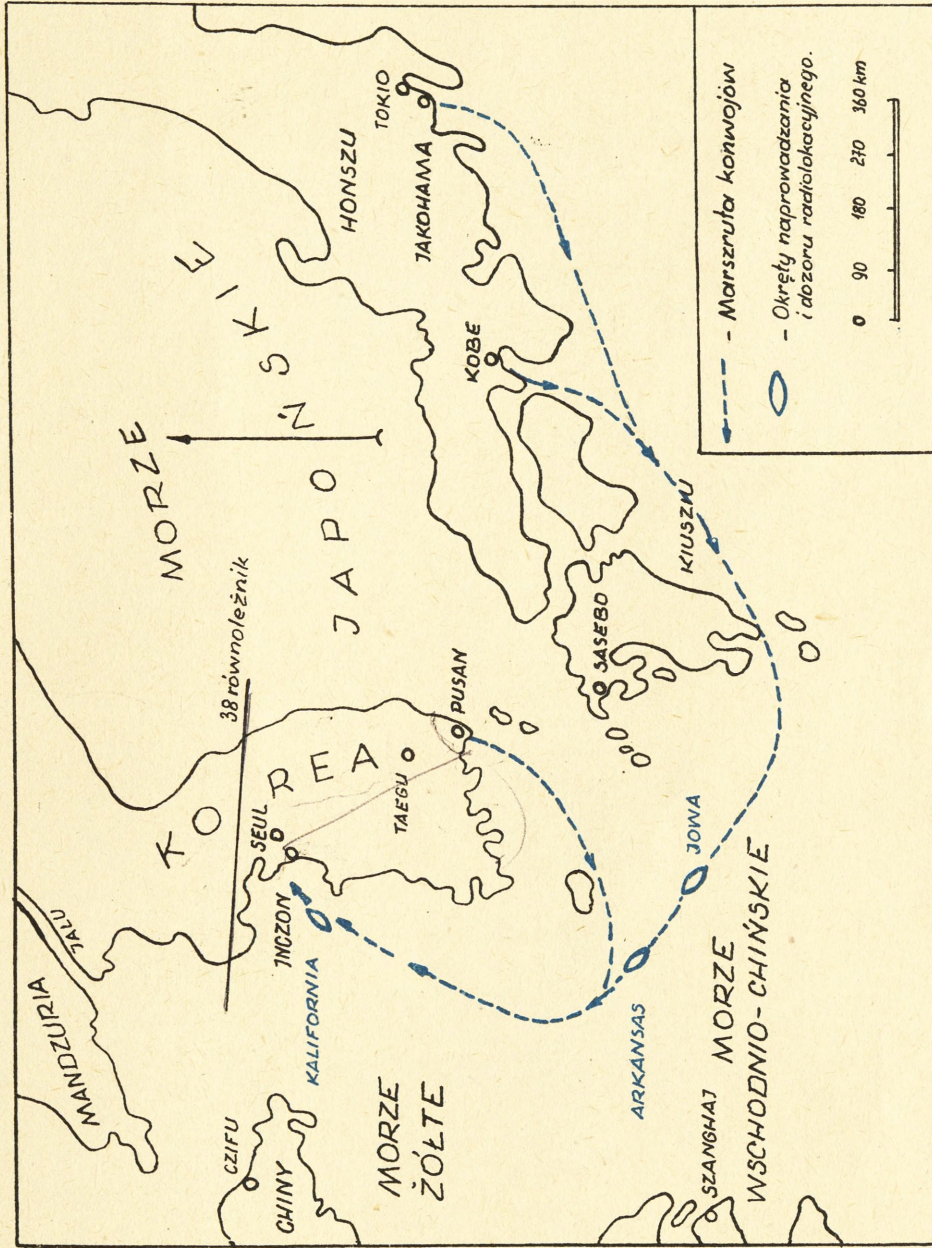 MANDŻURIA
JALU
CZIFU
CHINY
MORZE
ŻÓŁTE
KOREA
38 równoleżnik
SEUL
INCZON
KALIFORNIA
TAEGU
PUSAN
MORZE
JAPOŃSKIE
HONSZU
TOKIO
JAKOHAMA
KOBE
SASEBO
KIUSZIU
ARKANSAS
JOWA
SZANGHAJ
MORZE
WSCHODNIO-CHIŃSKIE
- Marszruta konwojów
- Okręty naprowadzania
i dozoru radiolokacyjnego.
0 90 180 270 360 km